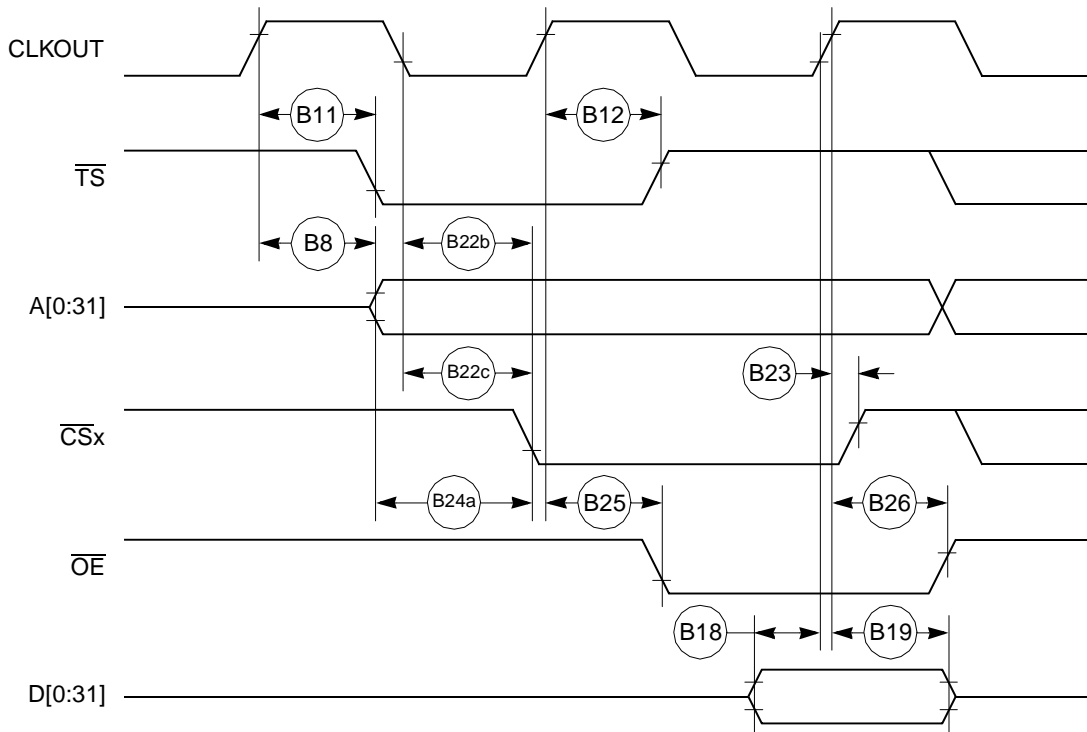 CLKOUT
B11
B12
TS
B8
B22b
A[0:31]
B22c
B23
CSx
B24a
B25
B26
OE
B18
B19
D[0:31]